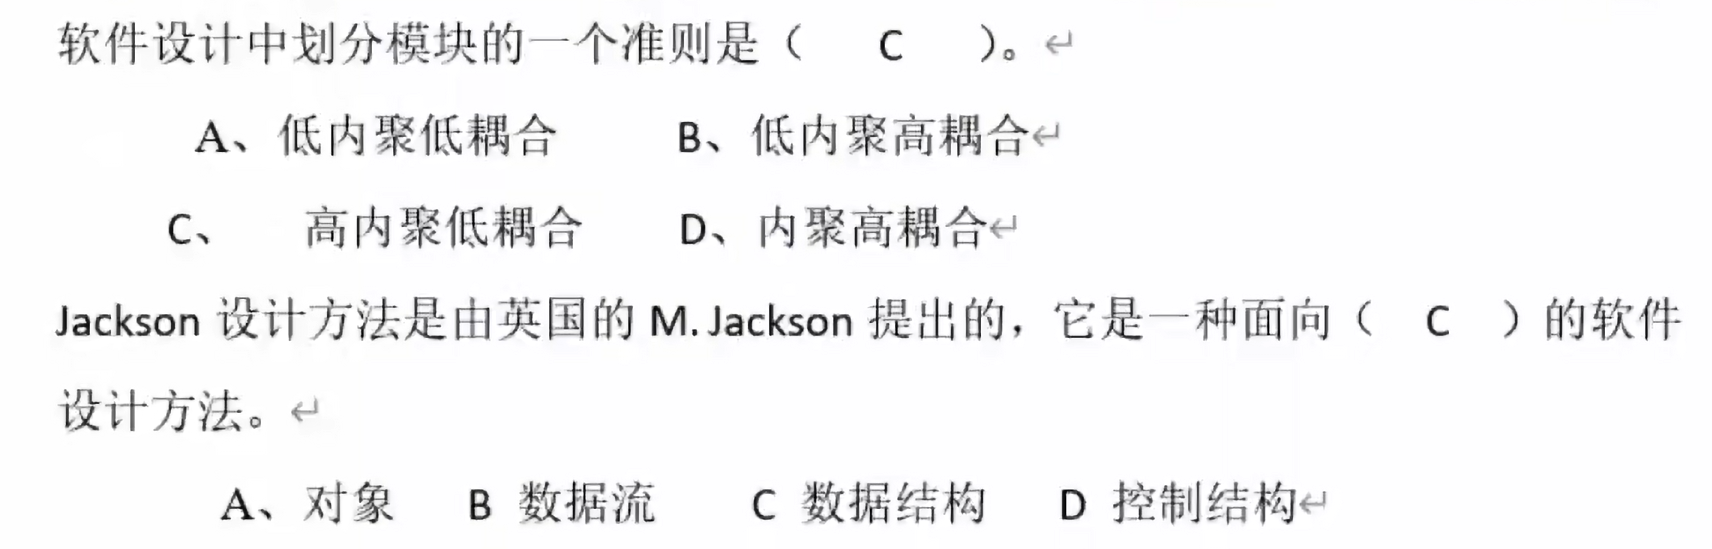 软件设计中划分模块的一个准则是（ C ）。
A、低内聚低耦合 B、低内聚高耦合
C、 高内聚低耦合 D、内聚高耦合
Jackson 设计方法是由英国的 M. Jackson 提出的，它是一种面向（ C ）的软件
设计方法。
A、对象 B 数据流 C 数据结构 D 控制结构